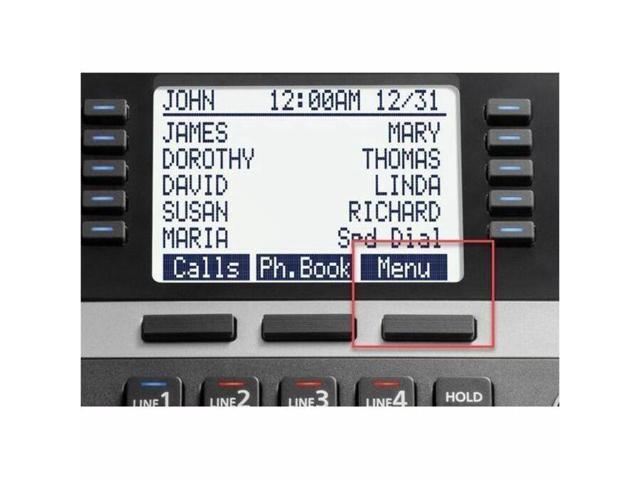 JOHN 12:00AM 12/31
JAMES MARY
DOROTHY THOMAS
DAVID LINDA
SUSAN RICHARD
MARIA Spd Dial
Calls Ph.Book Menu
LINE1 LINE2 LINE3 LINE4 HOLD